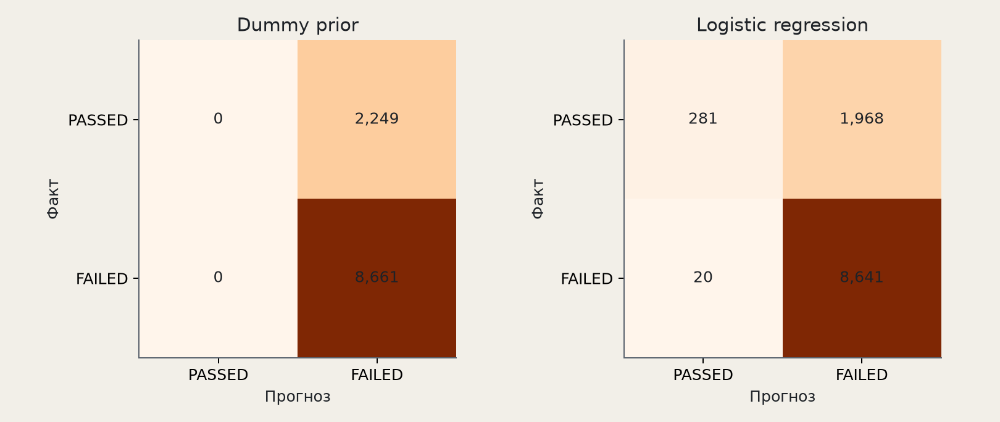 Dummy prior
PASSED
0
2,249
Факт
FAILED
0
8,661
PASSED
FAILED
Прогноз
Logistic regression
PASSED
281
1,968
Факт
FAILED
20
8,641
PASSED
FAILED
Прогноз